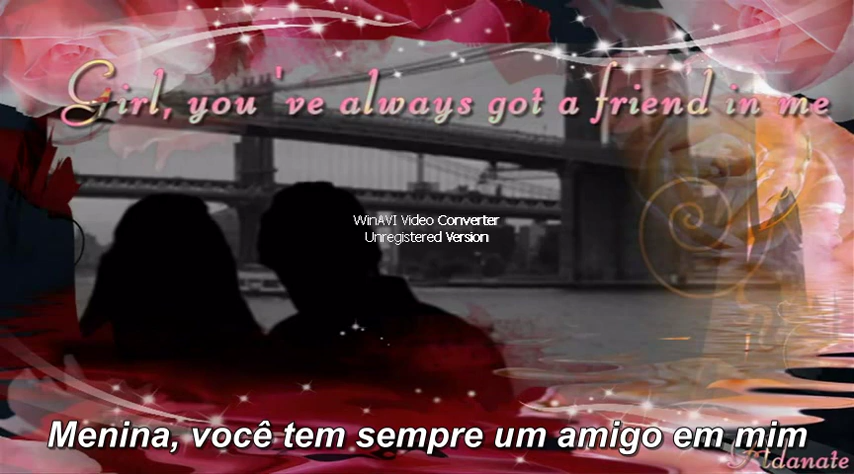 Girl, you 've always got a friend in me
WinAVI Video Converter
Unregistered Version
Menina, você tem sempre um amigo em mim